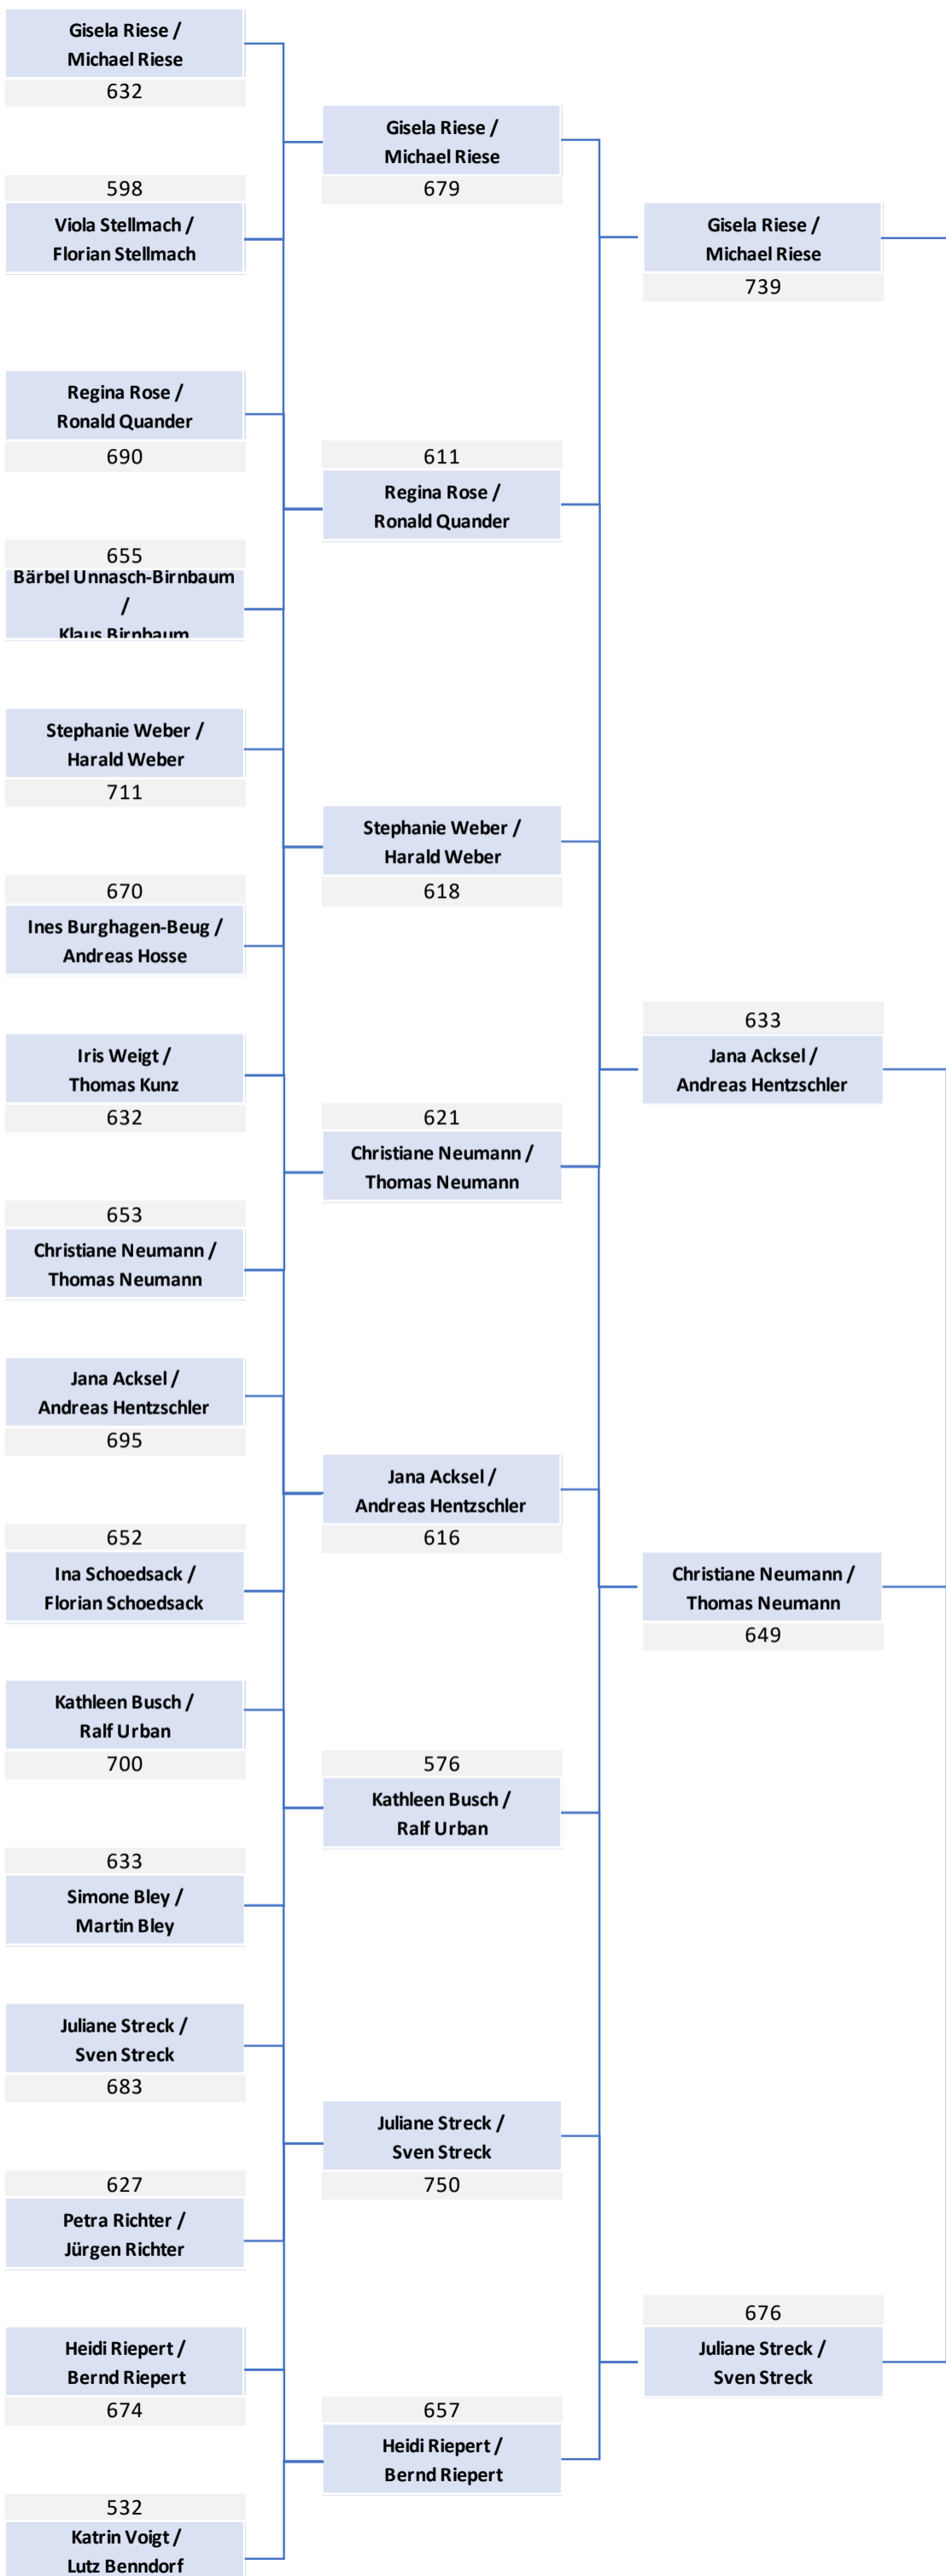 Gisela Riese /
Michael Riese
632
598
Viola Stellmach /
Florian Stellmach
Regina Rose /
Ronald Quander
690
655
Bärbel Unnasch-Birnbaum
/
Klaus Birnbaum
Stephanie Weber /
Harald Weber
711
670
Ines Burghagen-Beug /
Andreas Hosse
Iris Weigt /
Thomas Kunz
632
653
Christiane Neumann /
Thomas Neumann
Jana Acksel /
Andreas Hentzschler
695
652
Ina Schoedsack /
Florian Schoedsack
Kathleen Busch /
Ralf Urban
700
633
Simone Bley /
Martin Bley
Juliane Streck /
Sven Streck
683
627
Petra Richter /
Jürgen Richter
Heidi Riepert /
Bernd Riepert
674
532
Katrin Voigt /
Lutz Benndorf
Gisela Riese /
Michael Riese
679
611
Regina Rose /
Ronald Quander
Stephanie Weber /
Harald Weber
618
621
Christiane Neumann /
Thomas Neumann
Jana Acksel /
Andreas Hentzschler
616
576
Kathleen Busch /
Ralf Urban
Juliane Streck /
Sven Streck
750
657
Heidi Riepert /
Bernd Riepert
Gisela Riese /
Michael Riese
739
633
Jana Acksel /
Andreas Hentzschler
Christiane Neumann /
Thomas Neumann
649
676
Juliane Streck /
Sven Streck